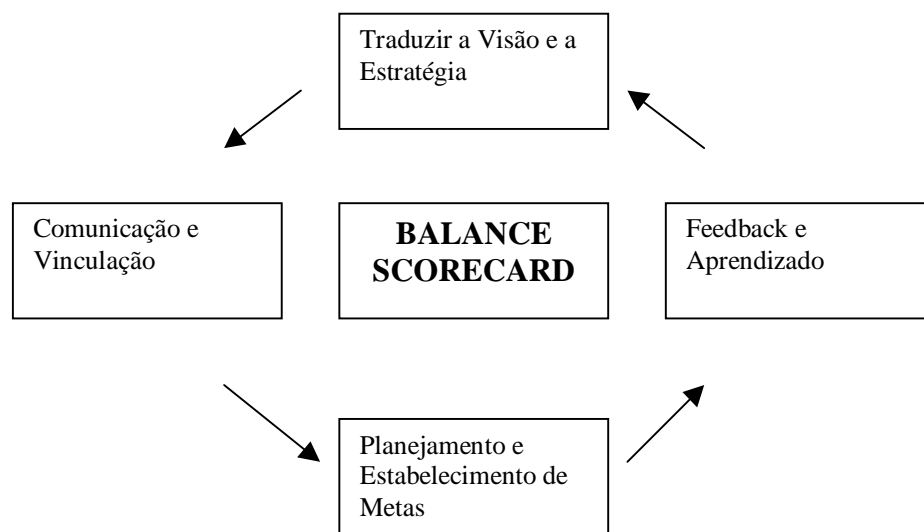 Traduzir a Visão e a
Estratégia
Comunicação e
Vinculação
BALANCE
SCORECARD
Feedback e
Aprendizado
Planejamento e
Estabelecimento de
Metas